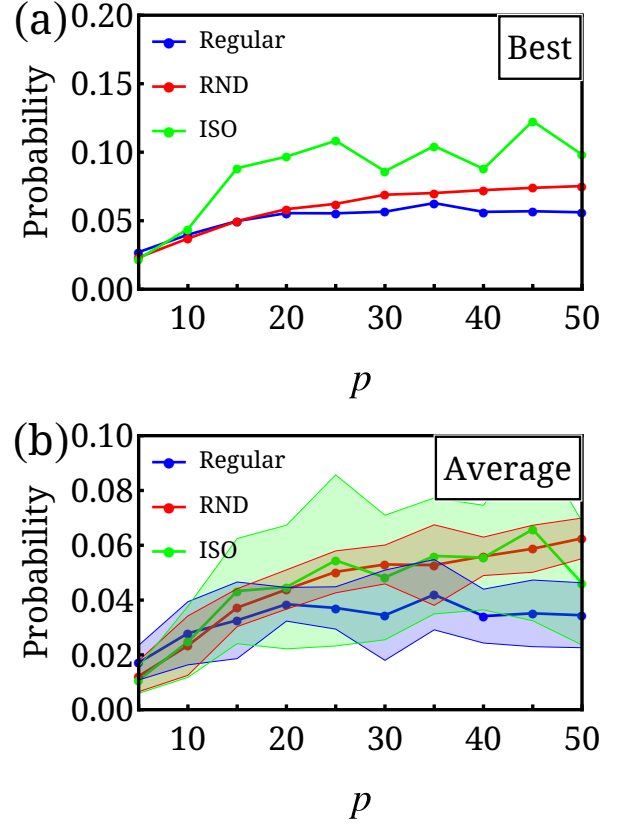 (a)
Best
Regular
RND
ISO
Probability
0.20
0.15
0.10
0.05
0.00
10 20 30 40 50
p
(b)
Average
Regular
RND
ISO
Probability
0.10
0.08
0.06
0.04
0.02
0.00
10 20 30 40 50
p